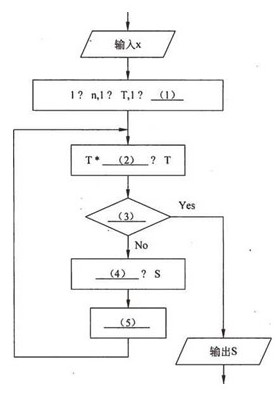 输入x
1? n,1? T,1? (1)
T* (2) ? T
(3)
Yes
No
(4) ? S
(5)
输出S